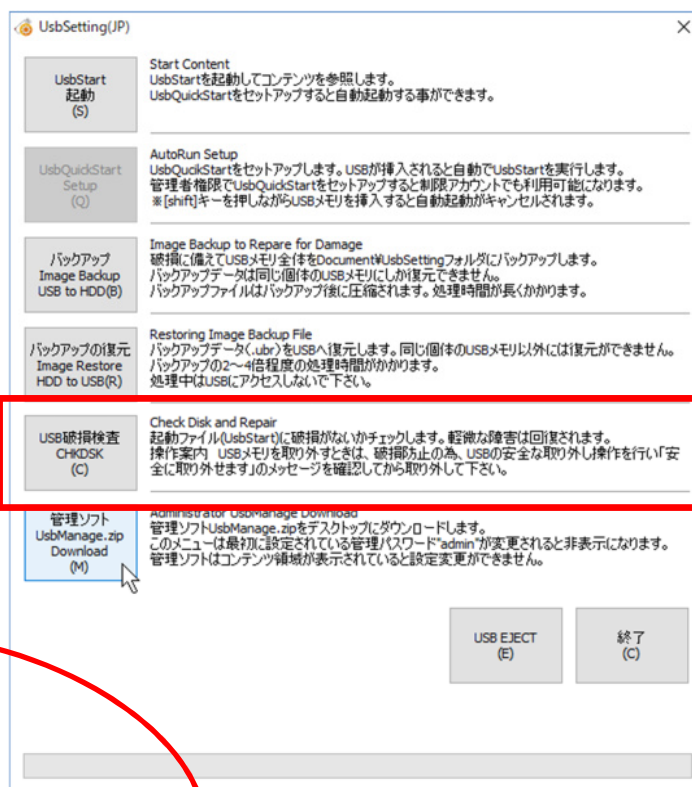 UsbSetting(JP)
UsbStart
起動
(S)
Start Content
UsbStartを起動してコンテンツを参照します。
UsbQuickStartをセットアップすると自動起動する事ができます。
UsbQuickStart
Setup
(Q)
AutoRun Setup
UsbQucikStartをセットアップします。USBが挿入されると自動でUsbStartを実行します。
管理者権限でUsbQuickStartをセットアップすると制限アカウントでも利用可能になります。
※[shift]キーを押しながらUSBメモリを挿入すると自動起動がキャンセルされます。
バックアップ
Image Backup
USB to HDD(B)
Image Backup to Repare for Damage
破損に備えてUSBメモリ全体をDocument¥UsbSettingフォルダにバックアップします。
バックアップデータは同じ個体のUSBメモリにしか復元できません。
バックアップファイルはバックアップ後に圧縮されます。処理時間が長くかかります。
バックアップの復元
Image Restore
HDD to USB(R)
Restoring Image Backup File
バックアップデータ(.ubr)をUSBへ復元します。同じ個体のUSBメモリ以外には復元ができません。
バックアップの2～4倍程度の処理時間がかかります。
処理中はUSBにアクセスしないで下さい。
USB破損検査
CHKDSK
(C)
Check Disk and Repair
起動ファイル(UsbStart)に破損がないかチェックします。軽微な障害は回復されます。
操作案内 USBメモリを取り外すときは、破損防止の為、USBの安全な取り外し操作を行い「安
全に取り外せます」のメッセージを確認してから取り外して下さい。
管理ソフト
UsbManage.zip
Download
(M)
Administrator UsbManage Download
管理ソフトUsbManage.zipをデスクトップにダウンロードします。
このメニューは最初に設定されている管理パスワード"admin"が変更されると非表示になります。
管理ソフトはコンテンツ領域が表示されていると設定変更ができません。
USB EJECT
(E)
終了
(C)